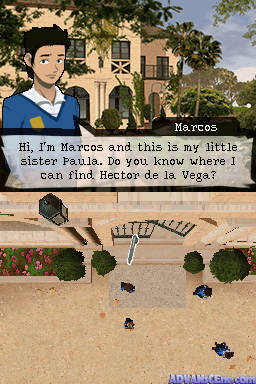 Marcos
Hi, I'm Marcos and this is my little
sister Paula. Do you know where I
can find Hector de la Vega?
ADVANSCENE.com